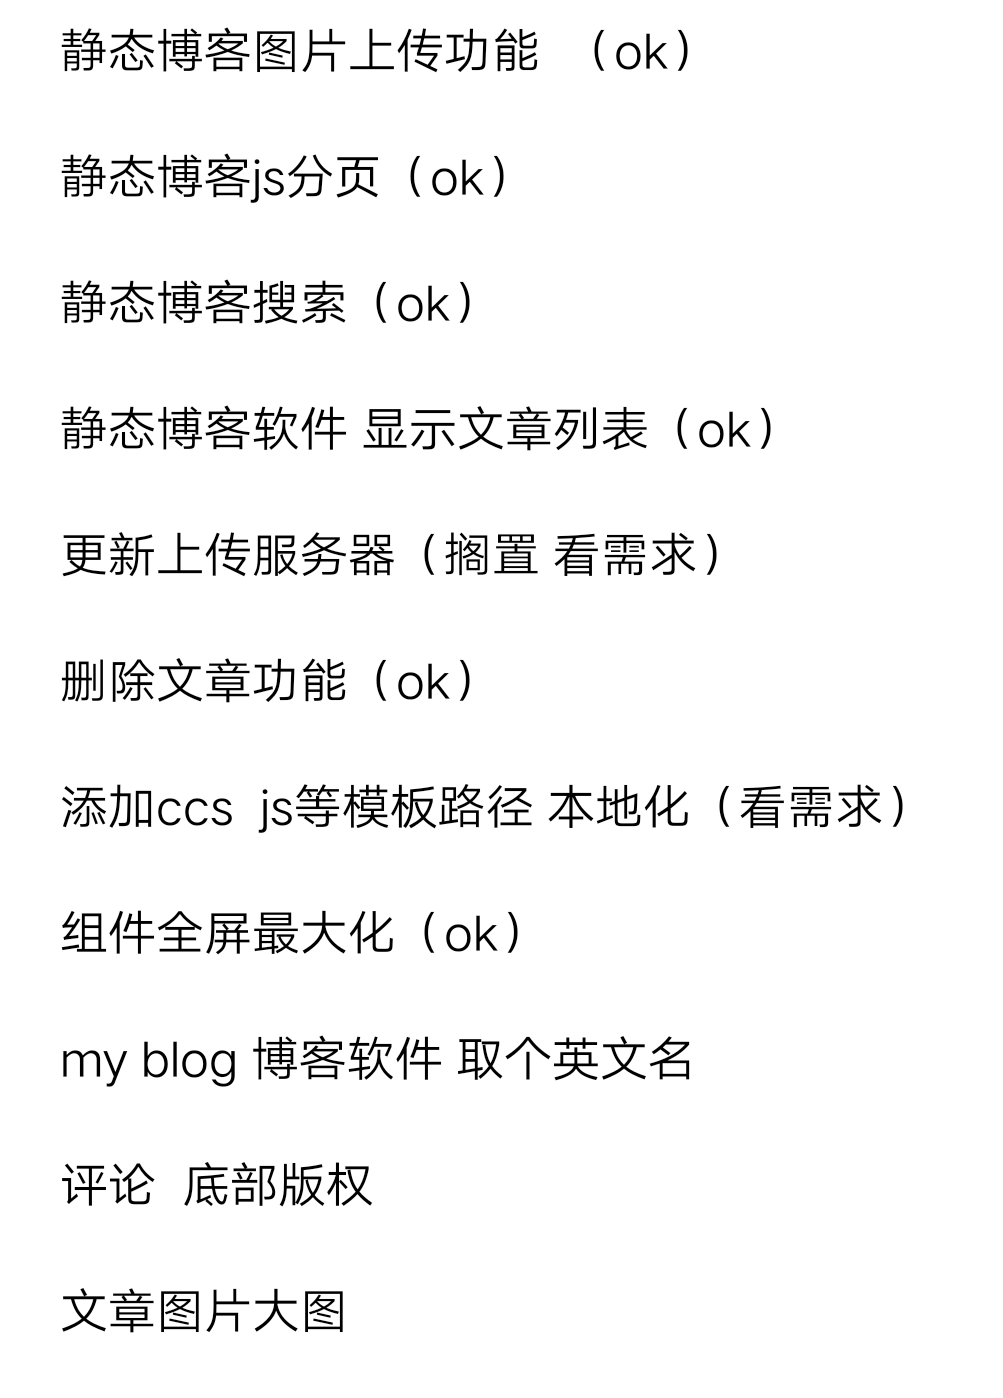 静态博客图片上传功能 （ok）
静态博客js分页（ok）
静态博客搜索（ok）
静态博客软件 显示文章列表（ok）
更新上传服务器（搁置 看需求）
删除文章功能（ok）
添加ccs  js等模板路径 本地化（看需求）
组件全屏最大化（ok）
my blog 博客软件 取个英文名
评论  底部版权
文章图片大图